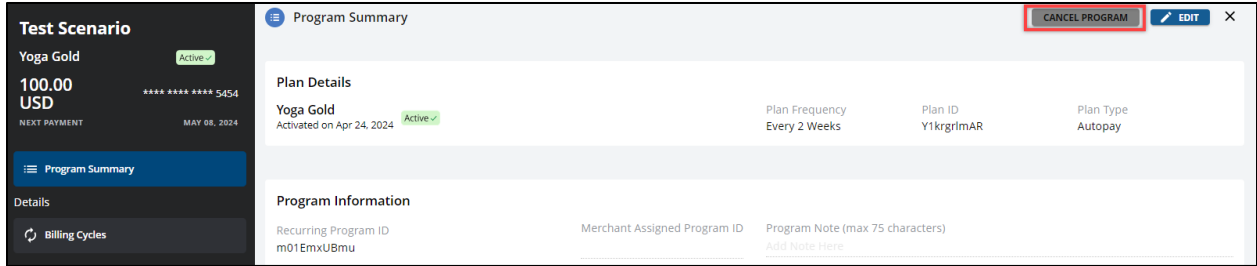 Test Scenario
Yoga Gold
Active
100.00
USD
**** **** **** 5454
NEXT PAYMENT
MAY 08, 2024
Program Summary
Details
Billing Cycles
Program Summary
CANCEL PROGRAM
EDIT
Plan Details
Yoga Gold
Activated on Apr 24, 2024
Active
Plan Frequency
Every 2 Weeks
Plan ID
Y1krgrlmAR
Plan Type
Autopay
Program Information
Recurring Program ID
m01EmxUBmu
Merchant Assigned Program ID
Program Note (max 75 characters)
Add Note Here